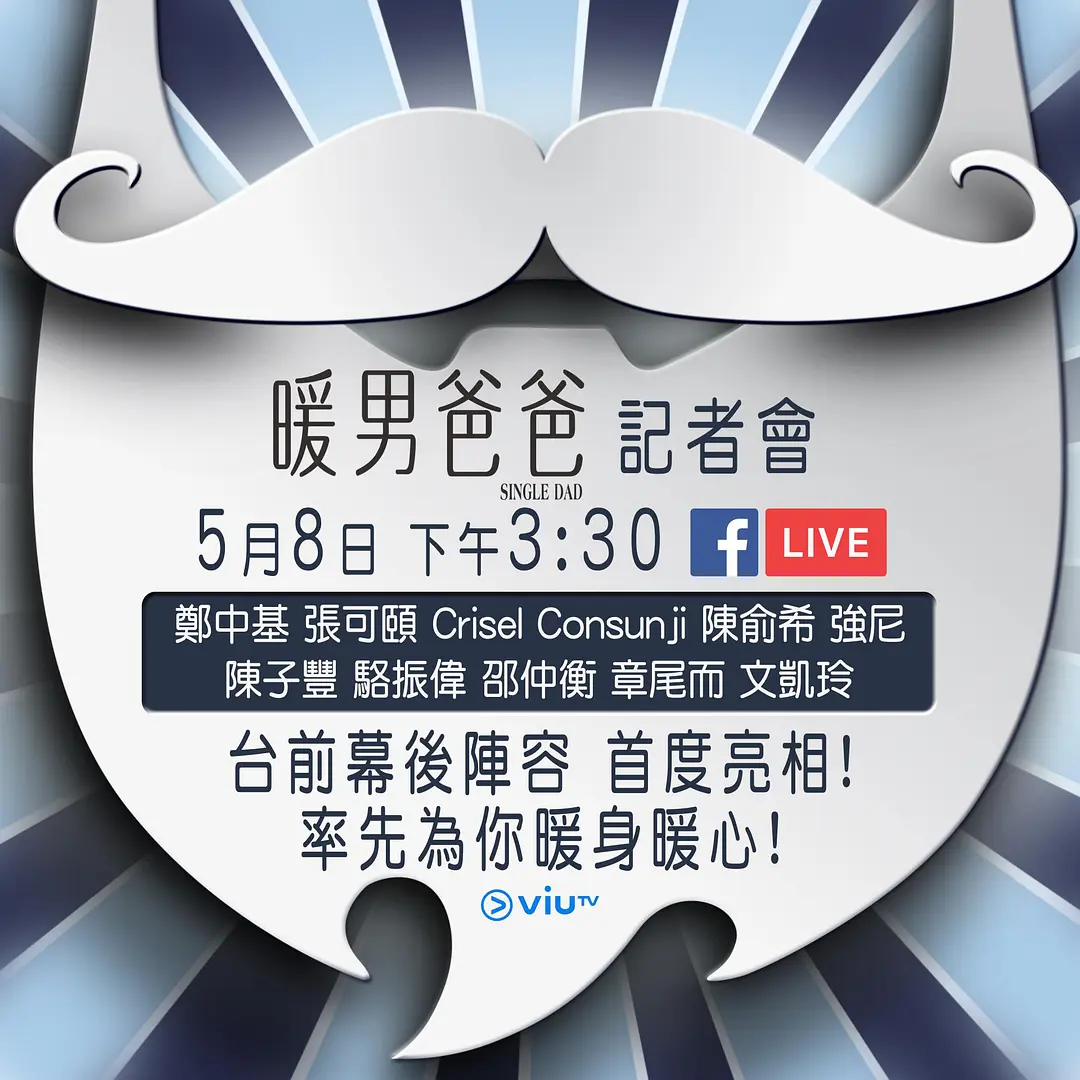 暖男爸爸 記者會
SINGLE DAD
5月8日 下午3:30 f LIVE
鄭中基 張可頤 Crisel Consunji 陳俞希 強尼
陳子豐 駱振偉 邵仲衡 章尾而 文凱玲
台前幕後陣容 首度亮相!
率先為你暖身暖心!
viuTV